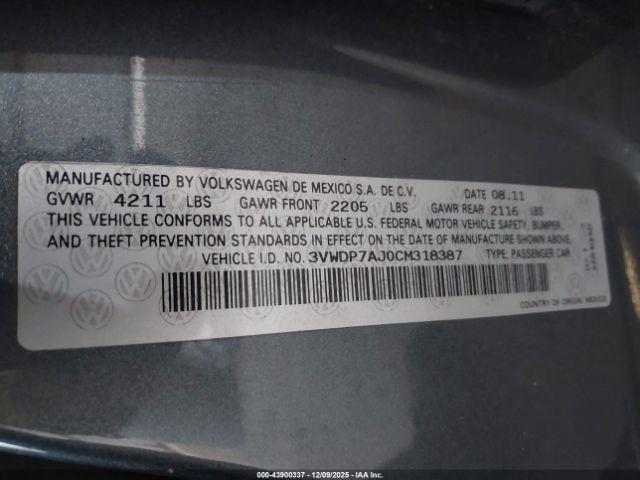 MANUFACTURED BY VOLKSWAGEN DE MEXICO S.A. DE C.V. DATE 08.11
GVWR 4211 LBS GAWR FRONT 2205 LBS GAWR REAR 2116 LBS
THIS VEHICLE CONFORMS TO ALL APPLICABLE U.S. FEDERAL MOTOR VEHICLE SAFETY, BUMPER,
AND THEFT PREVENTION STANDARDS IN EFFECT ON THE DATE OF MANUFACTURE SHOWN ABOVE.
VEHICLE I.D. NO. 3VWDP7AJ0CM318387 TYPE: PASSENGER CAR
COUNTRY OF ORIGIN: MEXICO
000-43900337 - 12/09/2025 - IAAI.com